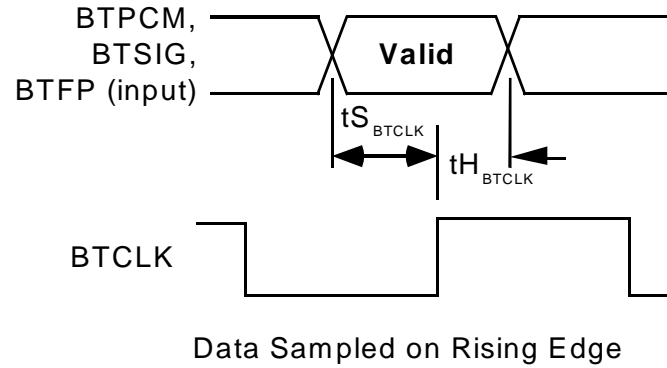 BTPCM,
BTSIG,
BTFP (input)
Valid
tS BTCLK
tH BTCLK
BTCLK
Data Sampled on Rising Edge